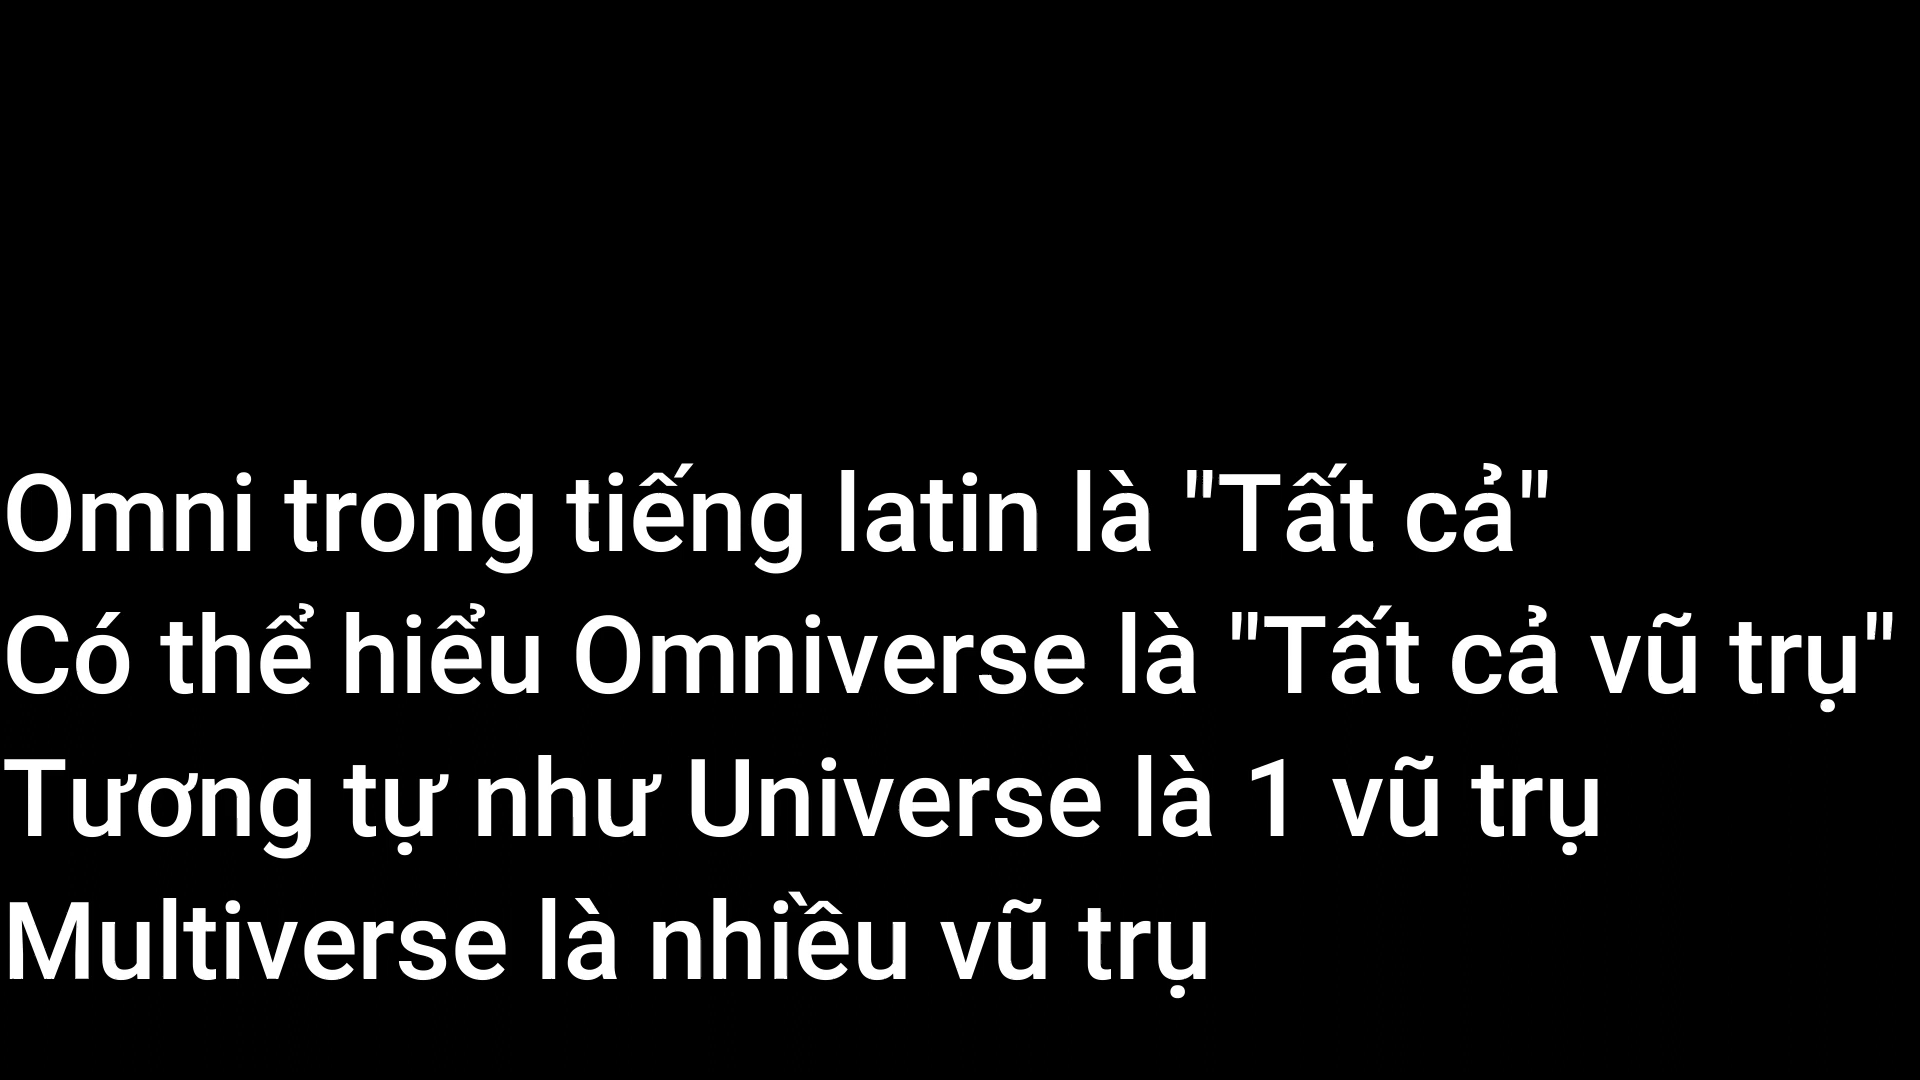 Omni trong tiếng latin là "Tất cả"
Có thể hiểu Omniverse là "Tất cả vũ trụ"
Tương tự như Universe là 1 vũ trụ
Multiverse là nhiều vũ trụ